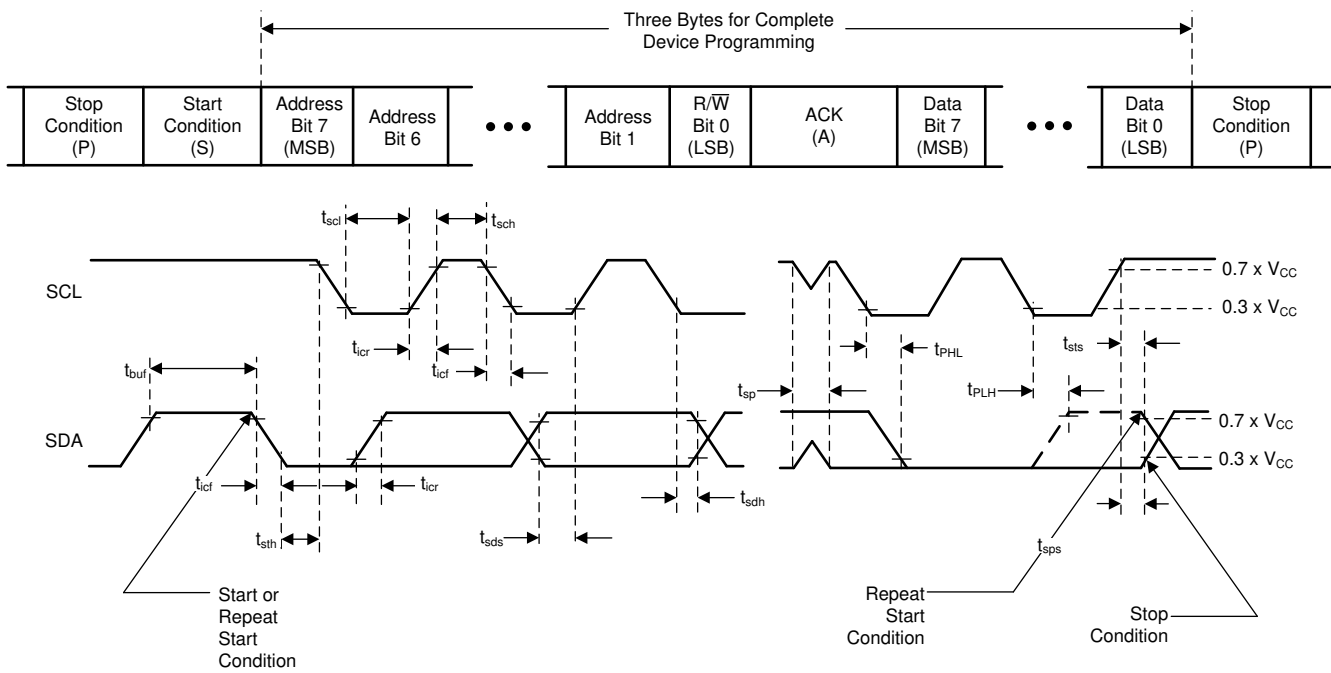 Three Bytes for Complete
Device Programming
Stop
Condition
(P)
Start
Condition
(S)
Address
Bit 7
(MSB)
Address
Bit 6
•••
Address
Bit 1
R/W̅
Bit 0
(LSB)
ACK
(A)
Data
Bit 7
(MSB)
•••
Data
Bit 0
(LSB)
Stop
Condition
(P)
tscl
tsch
SCL
0.7 x VCC
0.3 x VCC
ticr
ticf
tPHL
tsts
tbuf
tsp
tPLH
SDA
0.7 x VCC
0.3 x VCC
ticf
ticr
tsdh
tsth
tsds
tsps
Start or
Repeat
Start
Condition
Repeat
Start
Condition
Stop
Condition